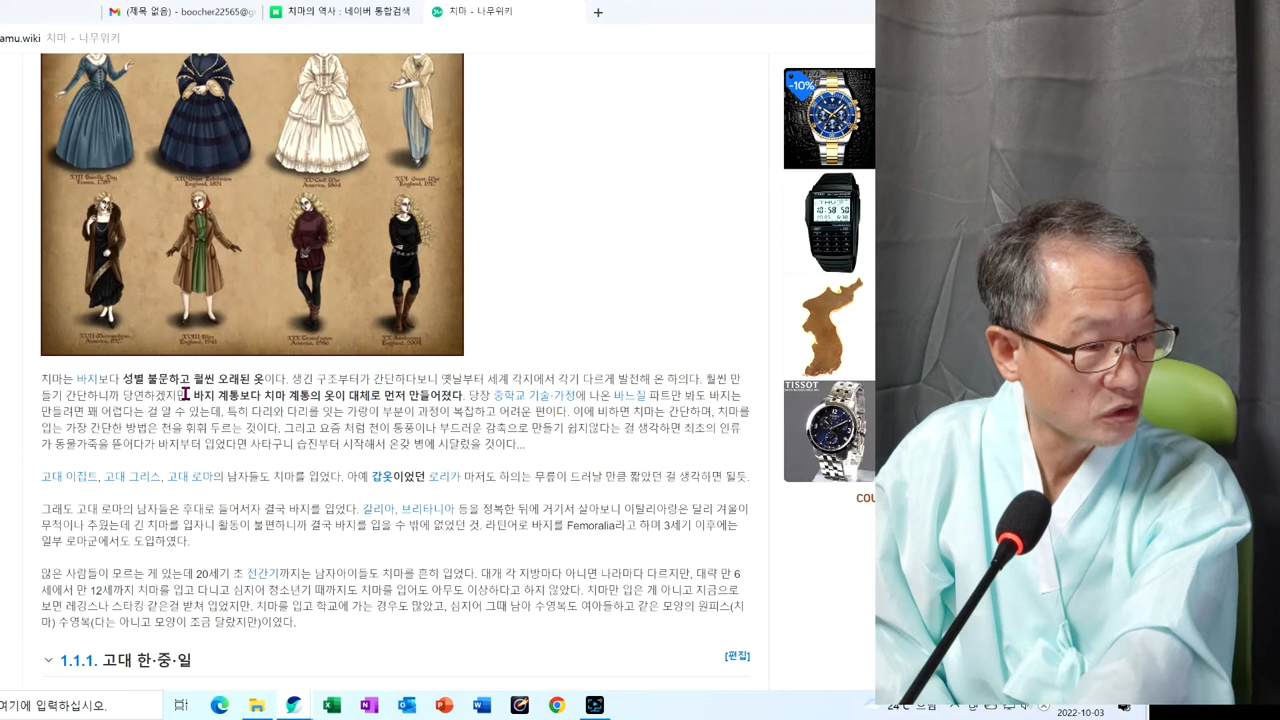 (제목 없음) - boocher22565@g
치마의 역사 : 네이버 통합검색
치마 - 나무위키
amu.wiki 치마 - 나무위키
-10%
THU
10:58 50
TISSOT
COU
치마는 바지보다 성별 불문하고 훨씬 오래된 옷이다. 생긴 구조부터가 간단하다보니 옛날부터 세계 각지에서 각기 다르게 발전해 온 하의다. 훨씬 만
들기 간단하니까 당연하겠지만 바지 계통보다 치마 계통의 옷이 대체로 먼저 만들어졌다. 당장 중학교 기술·가정에 나온 바느질 파트만 봐도 바지는
만들려면 꽤 어렵다는 걸 알 수 있는데, 특히 다리와 다리를 잇는 가랑이 부분이 과정이 복잡하고 어려운 편이다. 이에 비하면 치마는 간단하며, 치마를
입는 가장 간단한 방법은 천을 휘휘 두르는 것이다. 그리고 요즘 처럼 천이 통풍이나 부드러운 감촉으로 만들기 쉽지않다는 걸 생각하면 최초의 인류
가 동물가죽을 뜯어다가 바지부터 입었다면 사타구니 습진부터 시작해서 온갖 병에 시달렸을 것이다...
고대 이집트, 고대 그리스, 고대 로마의 남자들도 치마를 입었다. 아예 갑옷이었던 로리카 마저도 하의는 무릎이 드러날 만큼 짧았던 걸 생각하면 될듯.
그래도 고대 로마의 남자들은 후대로 들어서자 결국 바지를 입었다. 갈리아, 브리타니아 등을 정복한 뒤에 거기서 살아보니 이탈리아랑은 달리 겨울이
무척이나 추웠는데 긴 치마를 입자니 활동이 불편하니까 결국 바지를 입을 수 밖에 없었던 것. 라틴어로 바지를 Femoralia라고 하며 3세기 이후에는
일부 로마군에서도 도입하였다.
많은 사람들이 모르는 게 있는데 20세기 초 전간기까지는 남자아이들도 치마를 흔히 입었다. 대개 각 지방마다 아니면 나라마다 다르지만, 대략 만 6
세에서 만 12세까지 치마를 입고 다니고 심지어 청소년기 때까지도 치마를 입어도 아무도 이상하다고 하지 않았다. 치마만 입은 게 아니고 지금으로
보면 레깅스나 스타킹 같은걸 받쳐 입었지만. 치마를 입고 학교에 가는 경우도 많았고, 심지어 그때 남아 수영복도 여아들하고 같은 모양의 원피스(치
마) 수영복(다는 아니고 모양이 조금 달랐지만)이었다.
1.1.1. 고대 한·중·일
[편집]
여기에 입력하십시오.
24℃ 흐림
2022-10-03